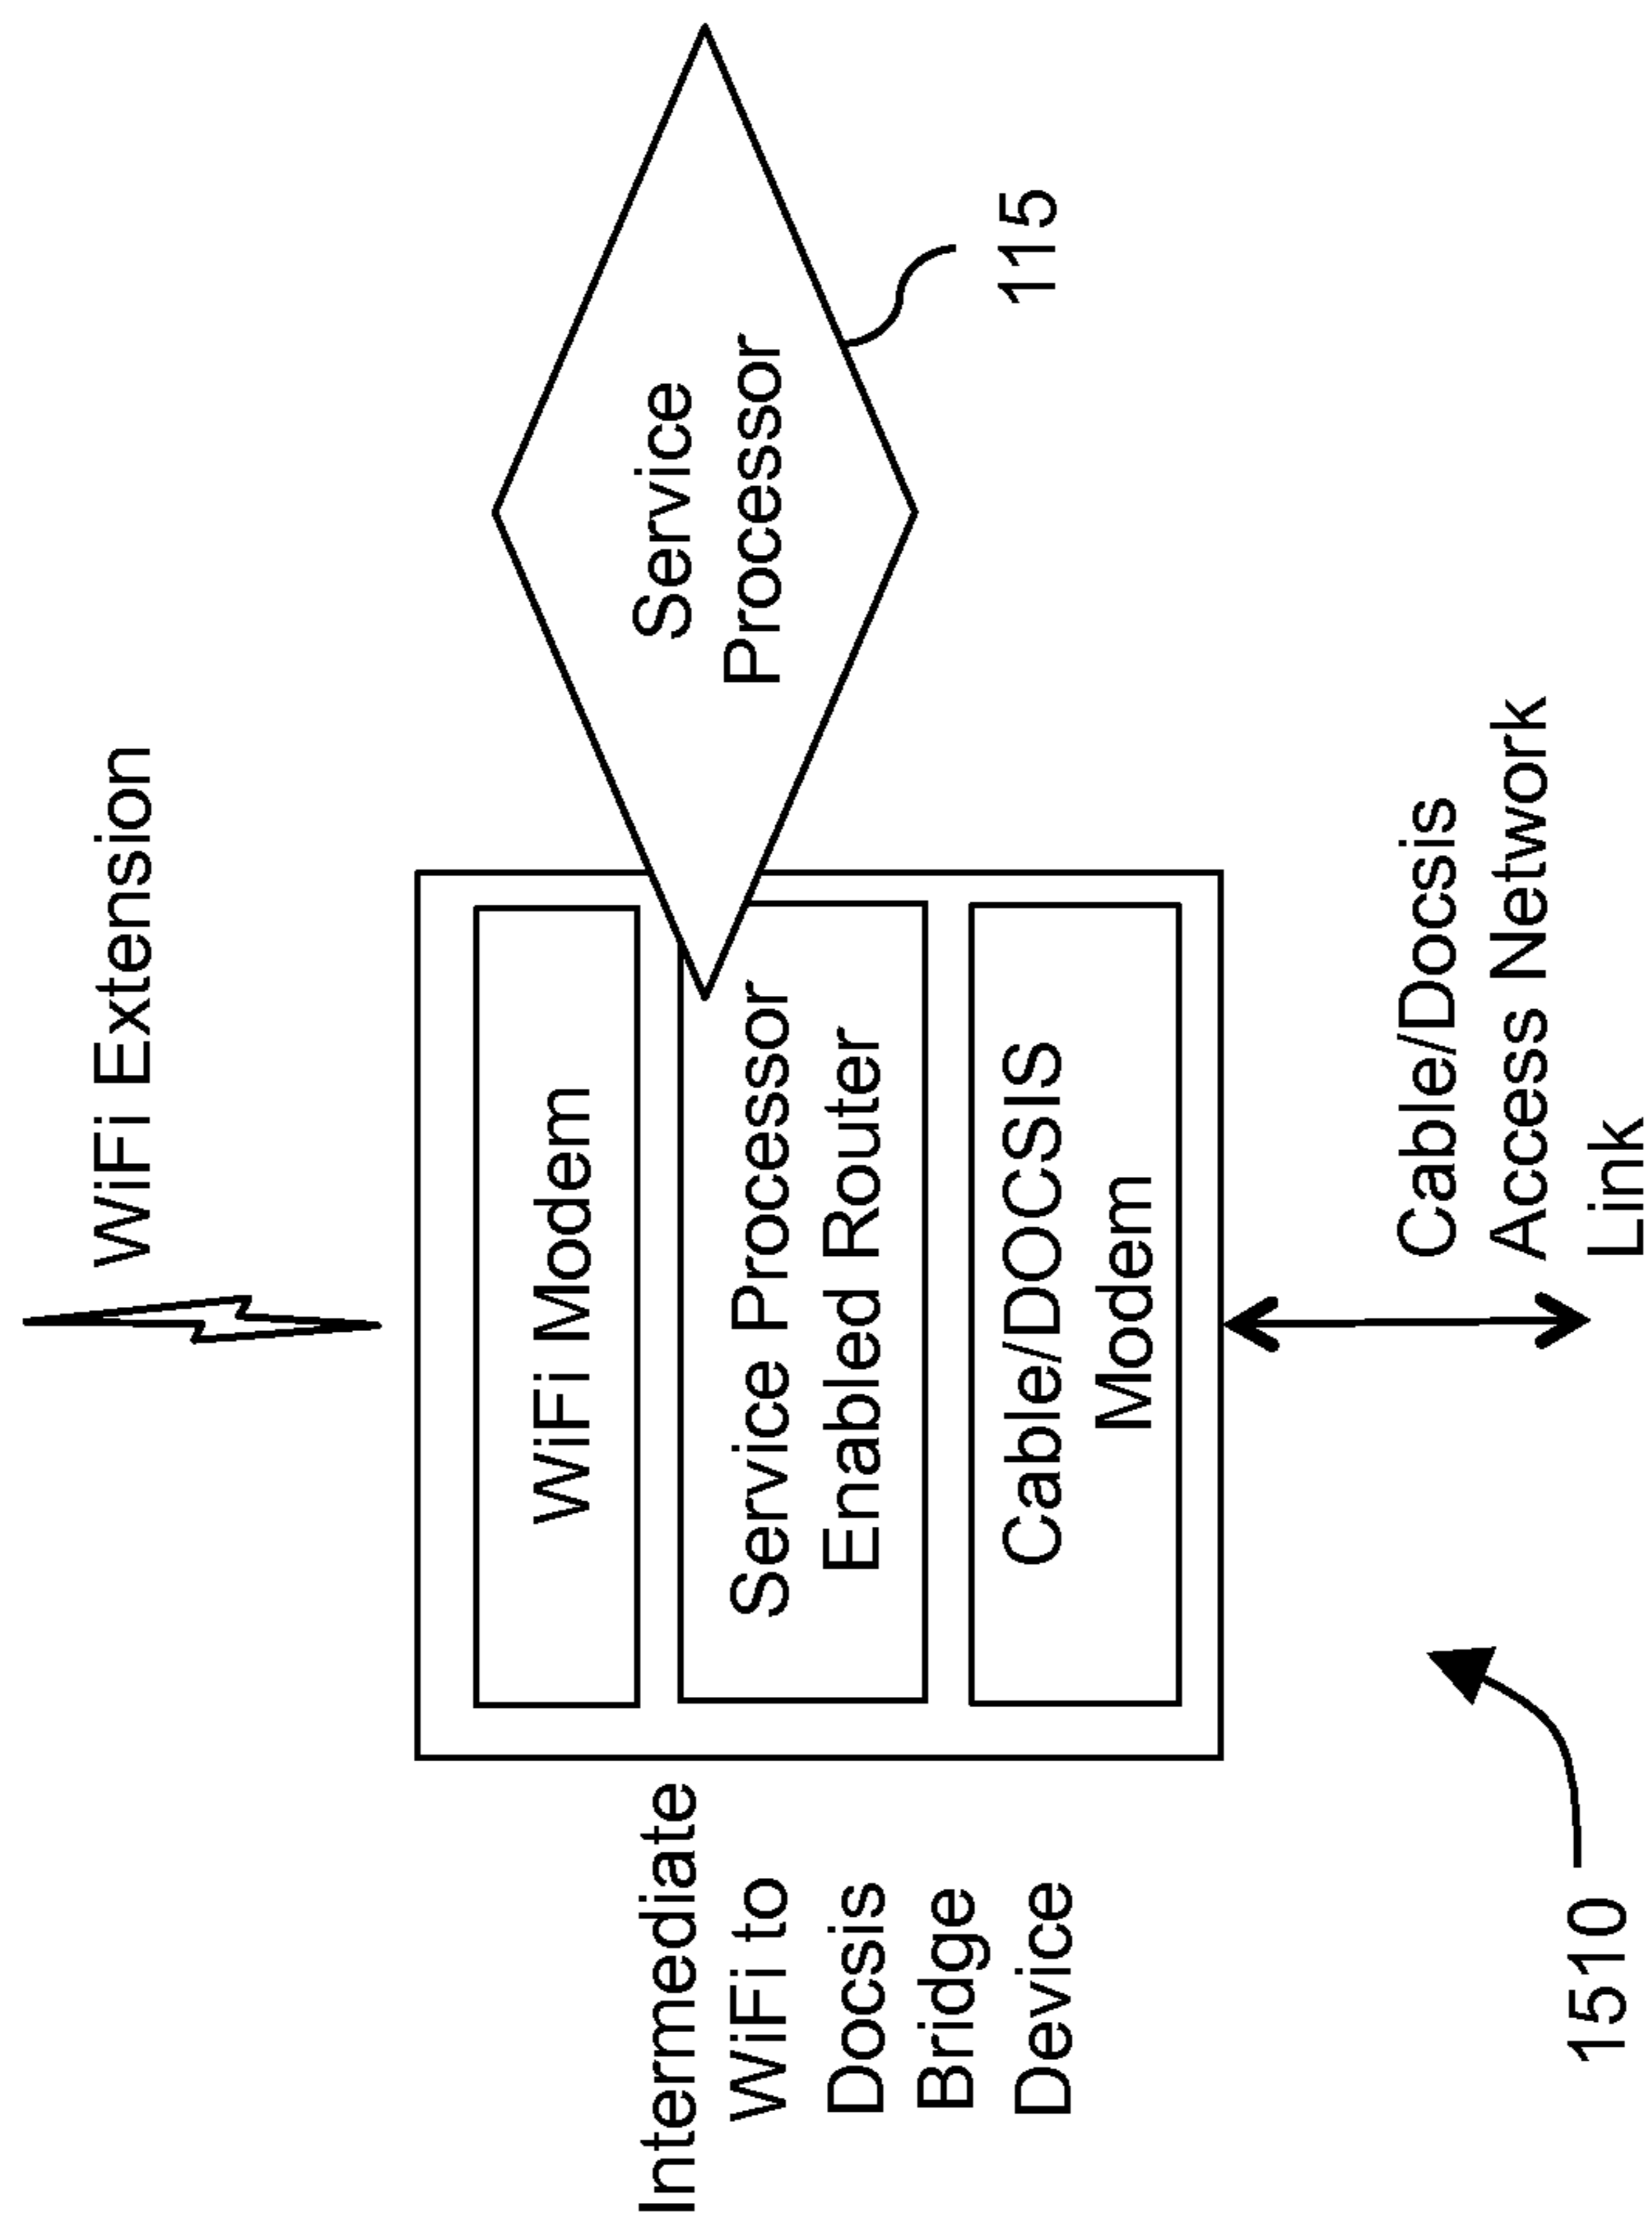 WiFi Extension
Intermediate
WiFi to
Docsis
Bridge
Device
WiFi Modem
Service Processor
Enabled Router
Cable/DOCSIS
Modem
Service
Processor
115
Cable/Docsis
Access Network
Link
1510